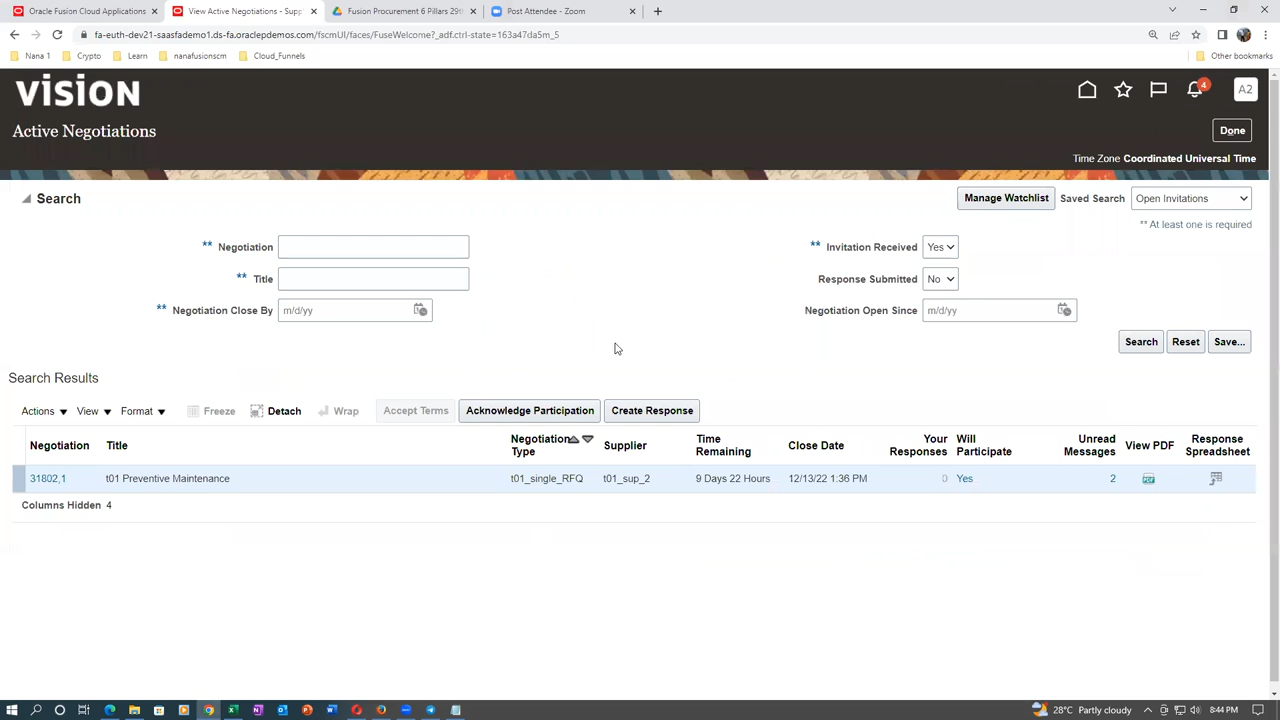 Oracle Fusion Cloud Applications
View Active Negotiations - Supp
Fusion Procurement 6 Pillars 29t
Post Attendee - Zoom
fa-euth-dev21-saasfademo1.ds-fa.oraclepdemos.com/fscmUI/faces/FuseWelcome?_adf.ctrl-state=163a47da5m_5
Nana 1
Crypto
Learn
nanafusionscm
Cloud_Funnels
Other bookmarks
VISION
4
A2
Active Negotiations
Done
Time Zone Coordinated Universal Time
Search
Manage Watchlist
Saved Search
Open Invitations
** At least one is required
** Negotiation
** Invitation Received
Yes
** Title
Response Submitted
No
** Negotiation Close By
m/d/yy
Negotiation Open Since
m/d/yy
Search
Reset
Save...
Search Results
Actions
View
Format
Freeze
Detach
Wrap
Accept Terms
Acknowledge Participation
Create Response
Negotiation
Title
Negotiation
Type
Supplier
Time
Remaining
Close Date
Your
Responses
Will
Participate
Unread
Messages
View PDF
Response
Spreadsheet
31802,1
t01 Preventive Maintenance
t01_single_RFQ
t01_sup_2
9 Days 22 Hours
12/13/22 1:36 PM
0
Yes
2
PDF
Columns Hidden 4
28°C Partly cloudy
8:44 PM